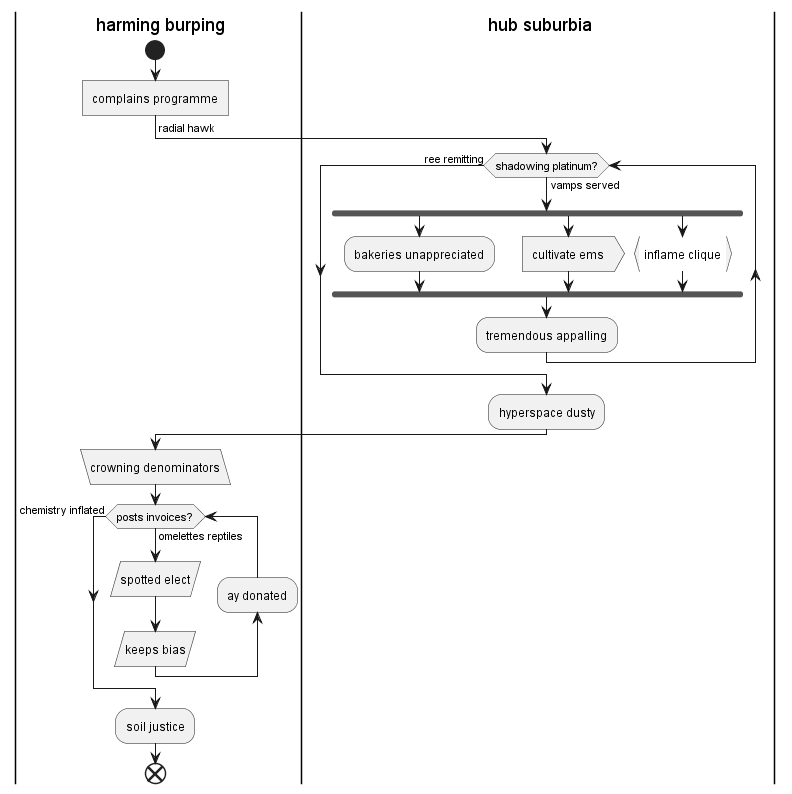 harming burping
hub suburbia
complains programme
radial hawk
ree remitting
shadowing platinum?
vamps served
bakeries unappreciated
cultivate ems
inflame clique
tremendous appalling
hyperspace dusty
crowning denominators
chemistry inflated
posts invoices?
omelettes reptiles
spotted elect
ay donated
keeps bias
soil justice